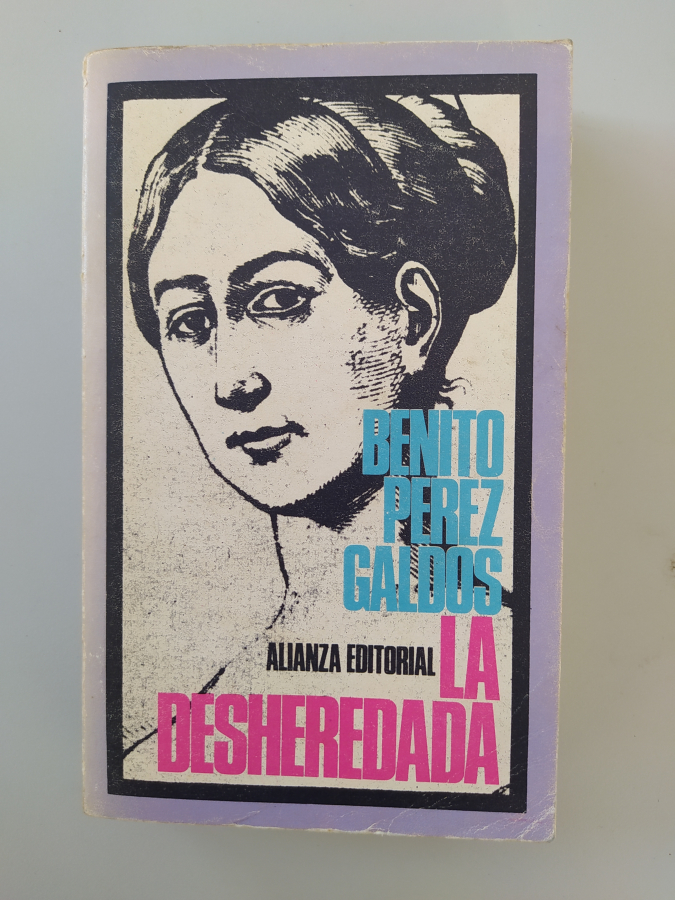 BENITO
PEREZ
GALDOS
ALIANZA EDITORIAL LA
DESHEREDADA